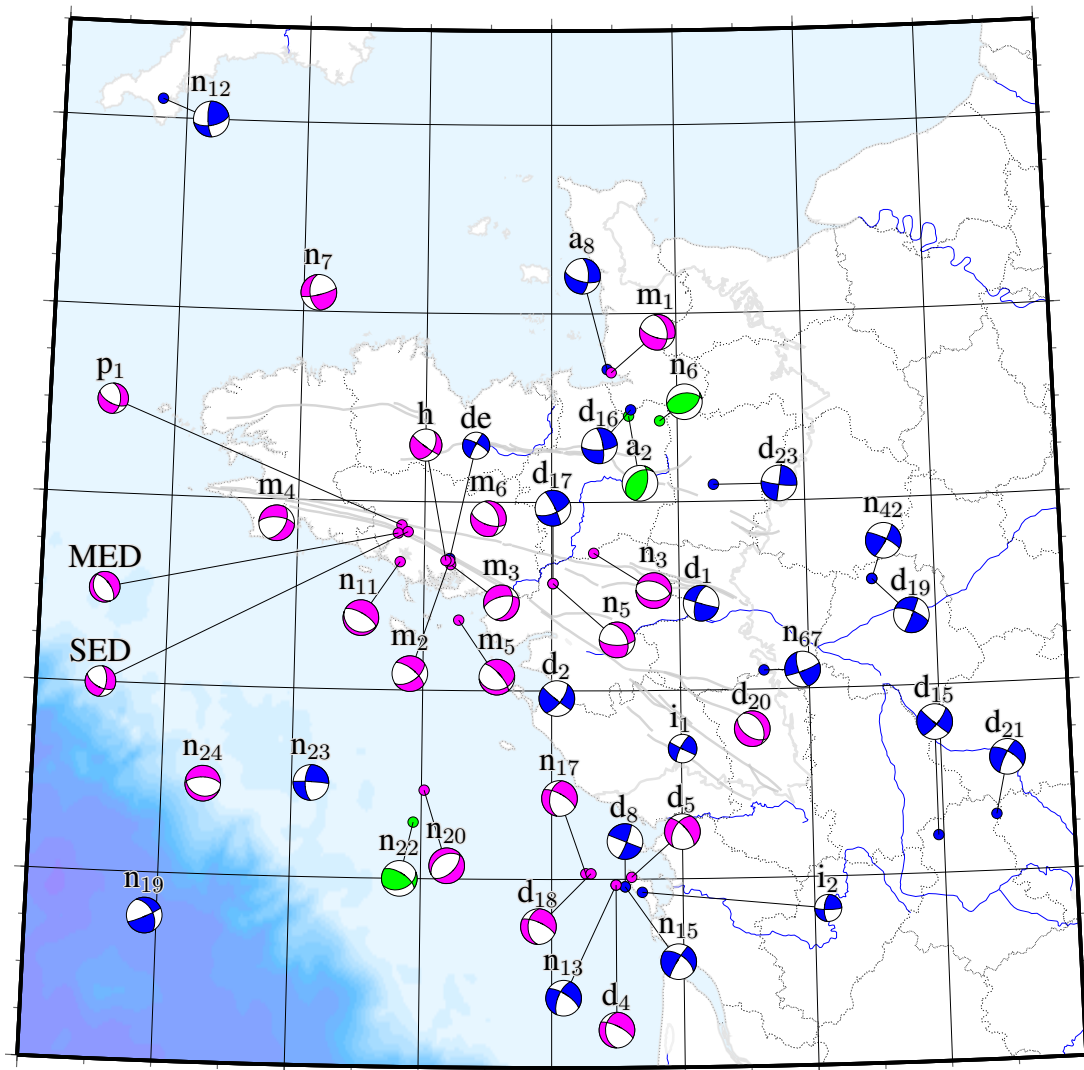 n₁₂
a₈
n₇
m₁
p₁
n₆
h
de
d₁₆
a₂
d₂₃
d₁₇
m₄
m₆
n₄₂
MED
n₁₁
m₃
n₃
d₁
d₁₉
n₅
SED
m₂
m₅
d₂
n₆₇
i₁
d₂₀
d₁₅
d₂₁
n₂₄
n₂₃
n₁₇
d₈
d₅
n₂₂
n₂₀
n₁₉
d₁₈
i₂
n₁₅
n₁₃
d₄